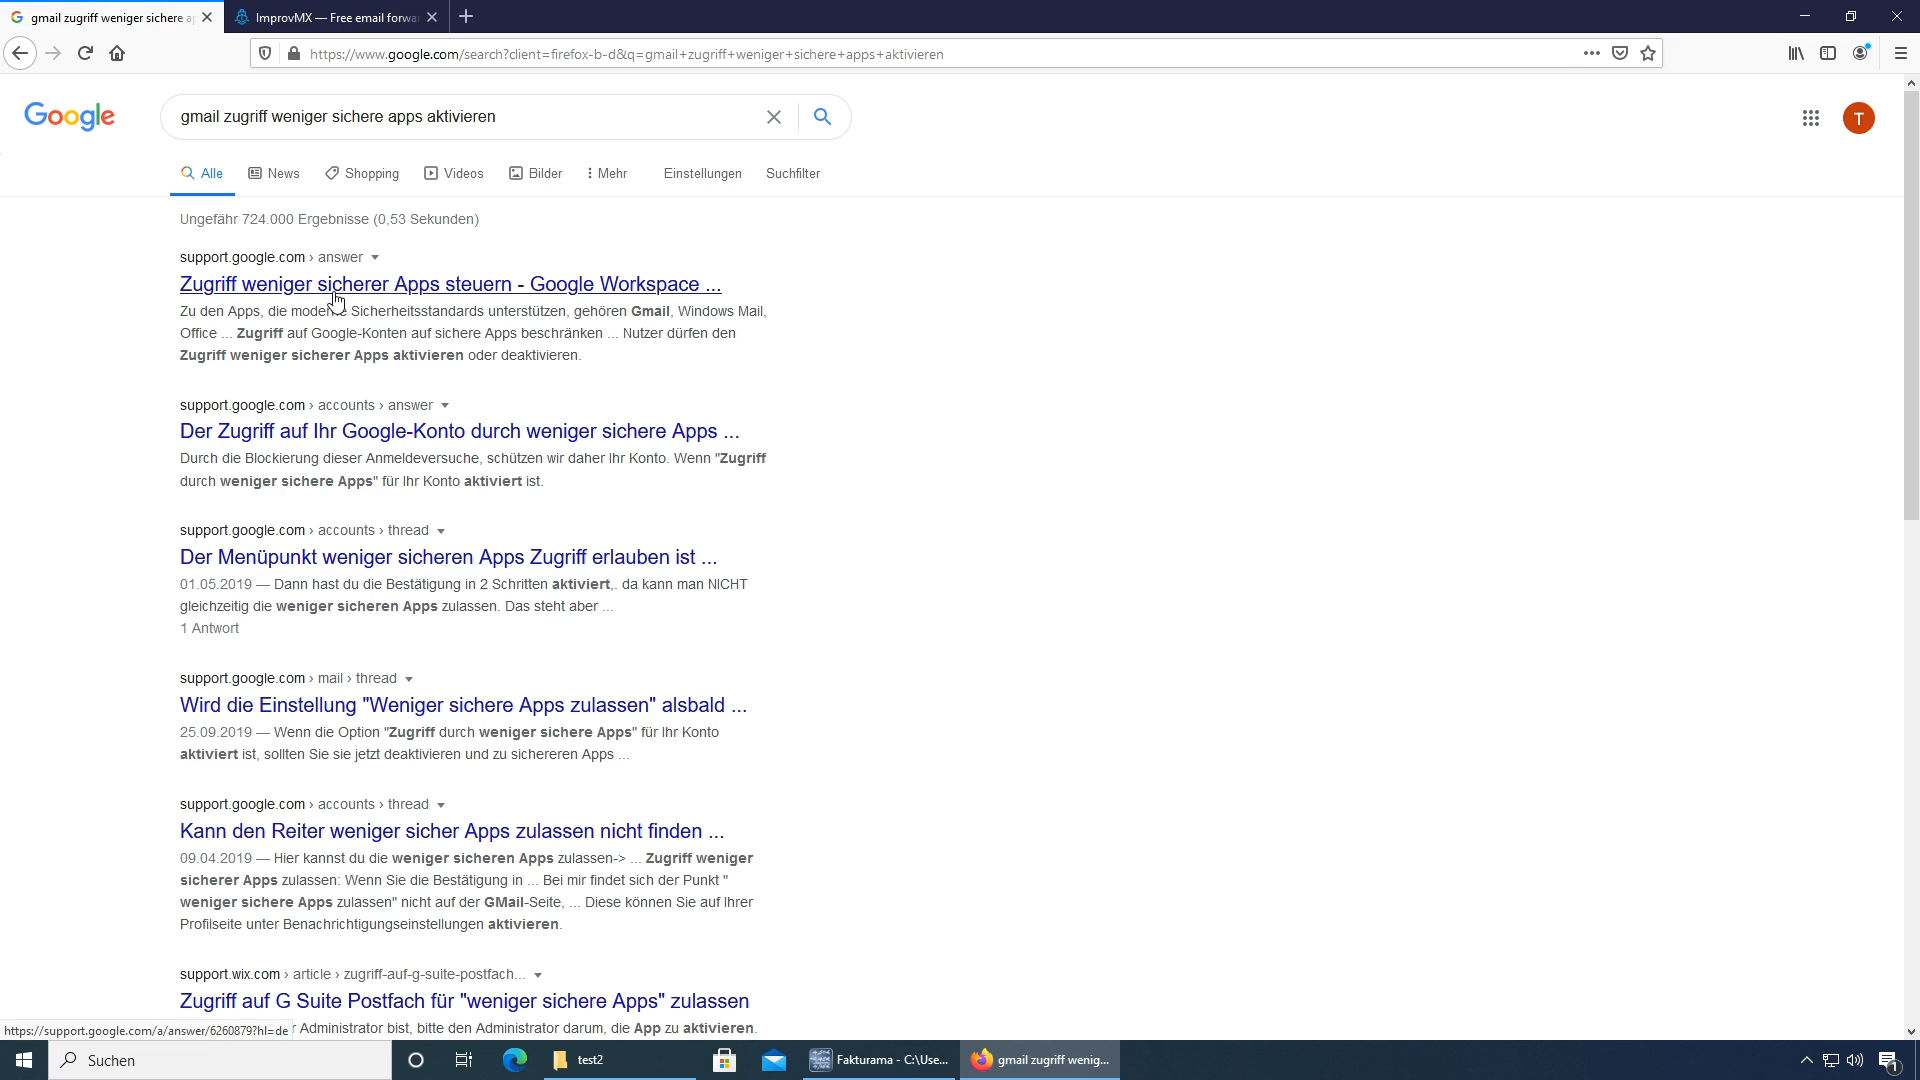 gmail zugriff weniger sichere a
ImprovMX — Free email forwa
https://www.google.com/search?client=firefox-b-d&q=gmail+zugriff+weniger+sichere+apps+aktivieren
Google
gmail zugriff weniger sichere apps aktivieren
T
Alle
News
Shopping
Videos
Bilder
Mehr
Einstellungen
Suchfilter
Ungefähr 724.000 Ergebnisse (0,53 Sekunden)
support.google.com › answer
Zugriff weniger sicherer Apps steuern - Google Workspace ...
Zu den Apps, die moderne Sicherheitsstandards unterstützen, gehören Gmail, Windows Mail,
Office ... Zugriff auf Google-Konten auf sichere Apps beschränken ... Nutzer dürfen den
Zugriff weniger sicherer Apps aktivieren oder deaktivieren.
support.google.com › accounts › answer
Der Zugriff auf Ihr Google-Konto durch weniger sichere Apps ...
Durch die Blockierung dieser Anmeldeversuche, schützen wir daher Ihr Konto. Wenn "Zugriff
durch weniger sichere Apps" für Ihr Konto aktiviert ist.
support.google.com › accounts › thread
Der Menüpunkt weniger sicheren Apps Zugriff erlauben ist ...
01.05.2019 — Dann hast du die Bestätigung in 2 Schritten aktiviert,. da kann man NICHT
gleichzeitig die weniger sicheren Apps zulassen. Das steht aber ...
1 Antwort
support.google.com › mail › thread
Wird die Einstellung "Weniger sichere Apps zulassen" alsbald ...
25.09.2019 — Wenn die Option "Zugriff durch weniger sichere Apps" für Ihr Konto
aktiviert ist, sollten Sie sie jetzt deaktivieren und zu sichereren Apps ...
support.google.com › accounts › thread
Kann den Reiter weniger sicher Apps zulassen nicht finden ...
09.04.2019 — Hier kannst du die weniger sicheren Apps zulassen-> ... Zugriff weniger
sicherer Apps zulassen: Wenn Sie die Bestätigung in ... Bei mir findet sich der Punkt "
weniger sichere Apps zulassen" nicht auf der GMail-Seite, ... Diese können Sie auf Ihrer
Profilseite unter Benachrichtigungseinstellungen aktivieren.
support.wix.com › article › zugriff-auf-g-suite-postfach...
Zugriff auf G Suite Postfach für "weniger sichere Apps" zulassen
https://support.google.com/a/answer/6260879?hl=de
r Administrator bist, bitte den Administrator darum, die App zu aktivieren.
Suchen
test2
Fakturama - C:\Use...
gmail zugriff wenig...
1